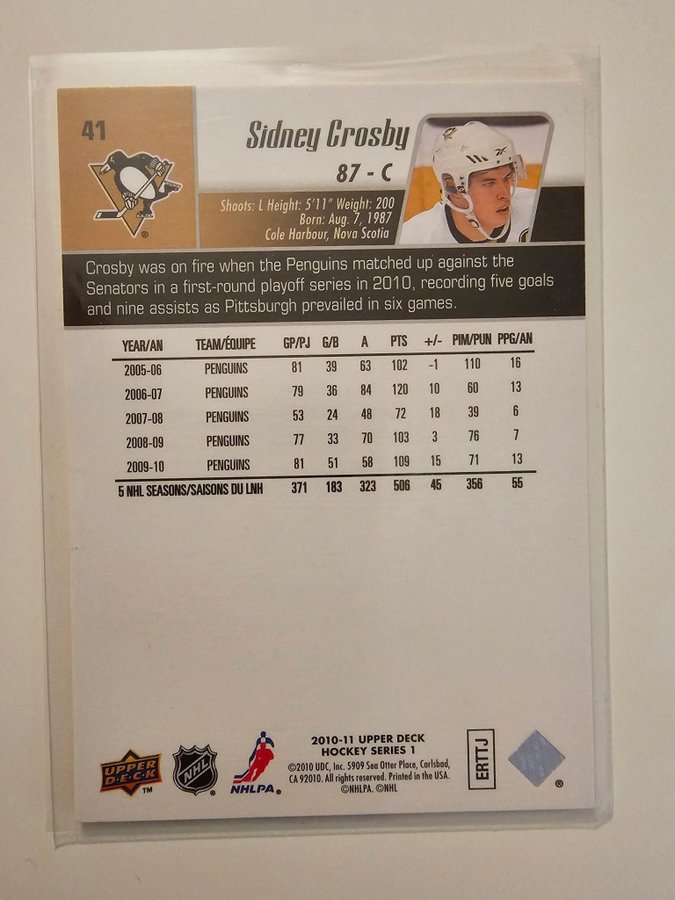 41
Sidney Crosby
87 - C
Shoots: L Height: 5'11" Weight: 200
Born: Aug. 7, 1987
Cole Harbour, Nova Scotia
Crosby was on fire when the Penguins matched up against the
Senators in a first-round playoff series in 2010, recording five goals
and nine assists as Pittsburgh prevailed in six games.
YEAR/AN TEAM/ÉQUIPE GP/PJ G/B A PTS +/- PIM/PUN PPG/AN
2005-06 PENGUINS 81 39 63 102 -1 110 16
2006-07 PENGUINS 79 36 84 120 10 60 13
2007-08 PENGUINS 53 24 48 72 18 39 6
2008-09 PENGUINS 77 33 70 103 3 76 7
2009-10 PENGUINS 81 51 58 109 15 71 13
5 NHL SEASONS/SAISONS DU LNH 371 183 323 506 45 356 55
UPPER
DECK
TM
NHL
NHLPA.
2010-11 UPPER DECK
HOCKEY SERIES 1
©2010 UDC, Inc. 5909 Sea Otter Place, Carlsbad,
CA 92010. All rights reserved. Printed in the USA.
©NHLPA. ©NHL
ERTTJ